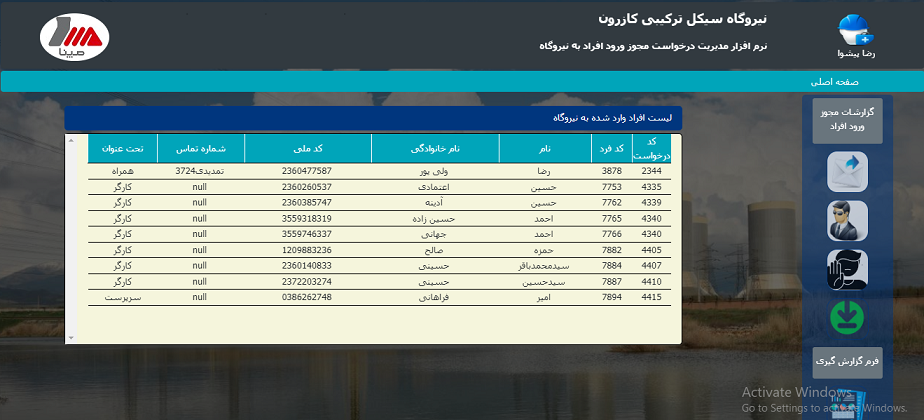 نیروگاه سیکل ترکیبی کازرون
نرم افزار مدیریت درخواست مجوز ورود افراد به نیروگاه
مپنا
رضا پیشوا
صفحه اصلی
گزارشات مجوز
ورود افراد
لیست افراد وارد شده به نیروگاه
کد درخواست کد فرد نام نام خانوادگی کد ملی شماره تماس تحت عنوان
2344 3878 رضا ولی پور 2360477587 تمدیدی3724 همراه
4335 7753 حسین اعتمادی 2360260537 null کارگر
4339 7762 حسین آدینه 2360385747 null کارگر
4340 7765 احمد حسین زاده 3559318319 null کارگر
4340 7766 احمد جهانی 3559746337 null کارگر
4405 7882 حمزه صالح 1209883236 null کارگر
4407 7884 سیدمحمدباقر حسینی 2360140833 null کارگر
4410 7887 سیدحسین حسینی 2372203274 null کارگر
4415 7894 امیر فراهانی 0386262748 null سرپرست
فرم گزارش گیری
Activate Windows
Go to Settings to activate Windows.